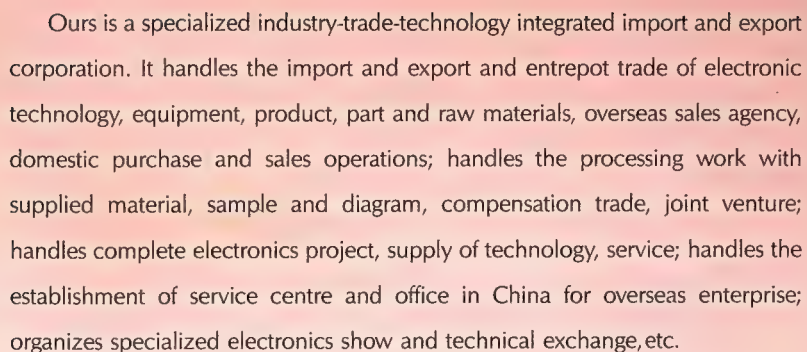 Ours is a specialized industry-trade-technology integrated import and export
corporation. It handles the import and export and entrepot trade of electronic
technology, equipment, product, part and raw materials, overseas sales agency,
domestic purchase and sales operations; handles the processing work with
supplied material, sample and diagram, compensation trade, joint venture;
handles complete electronics project, supply of technology, service; handles the
establishment of service centre and office in China for overseas enterprise;
organizes specialized electronics show and technical exchange, etc.